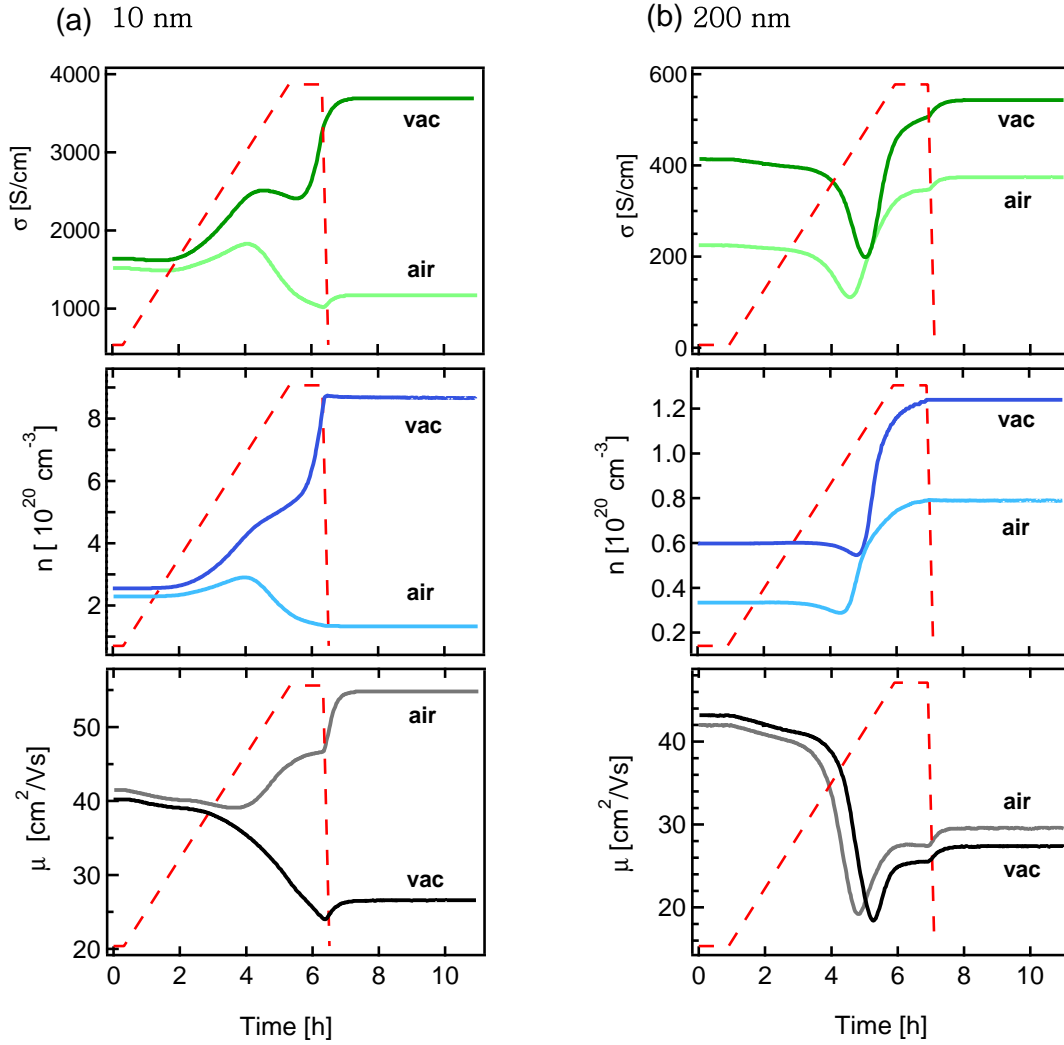 (a) 10 nm
(b) 200 nm
4000
3000
2000
1000
σ [S/cm]
vac
air
600
400
200
0
σ [S/cm]
vac
air
8
6
4
2
n [ 10^20 cm^-3]
vac
air
1.2
1.0
0.8
0.6
0.4
0.2
n [10^20 cm^-3]
vac
air
50
40
30
20
μ [cm^2/Vs]
air
vac
0 2 4 6 8 10
Time [h]
40
30
20
μ [cm^2/Vs]
air
vac
0 2 4 6 8 10
Time [h]